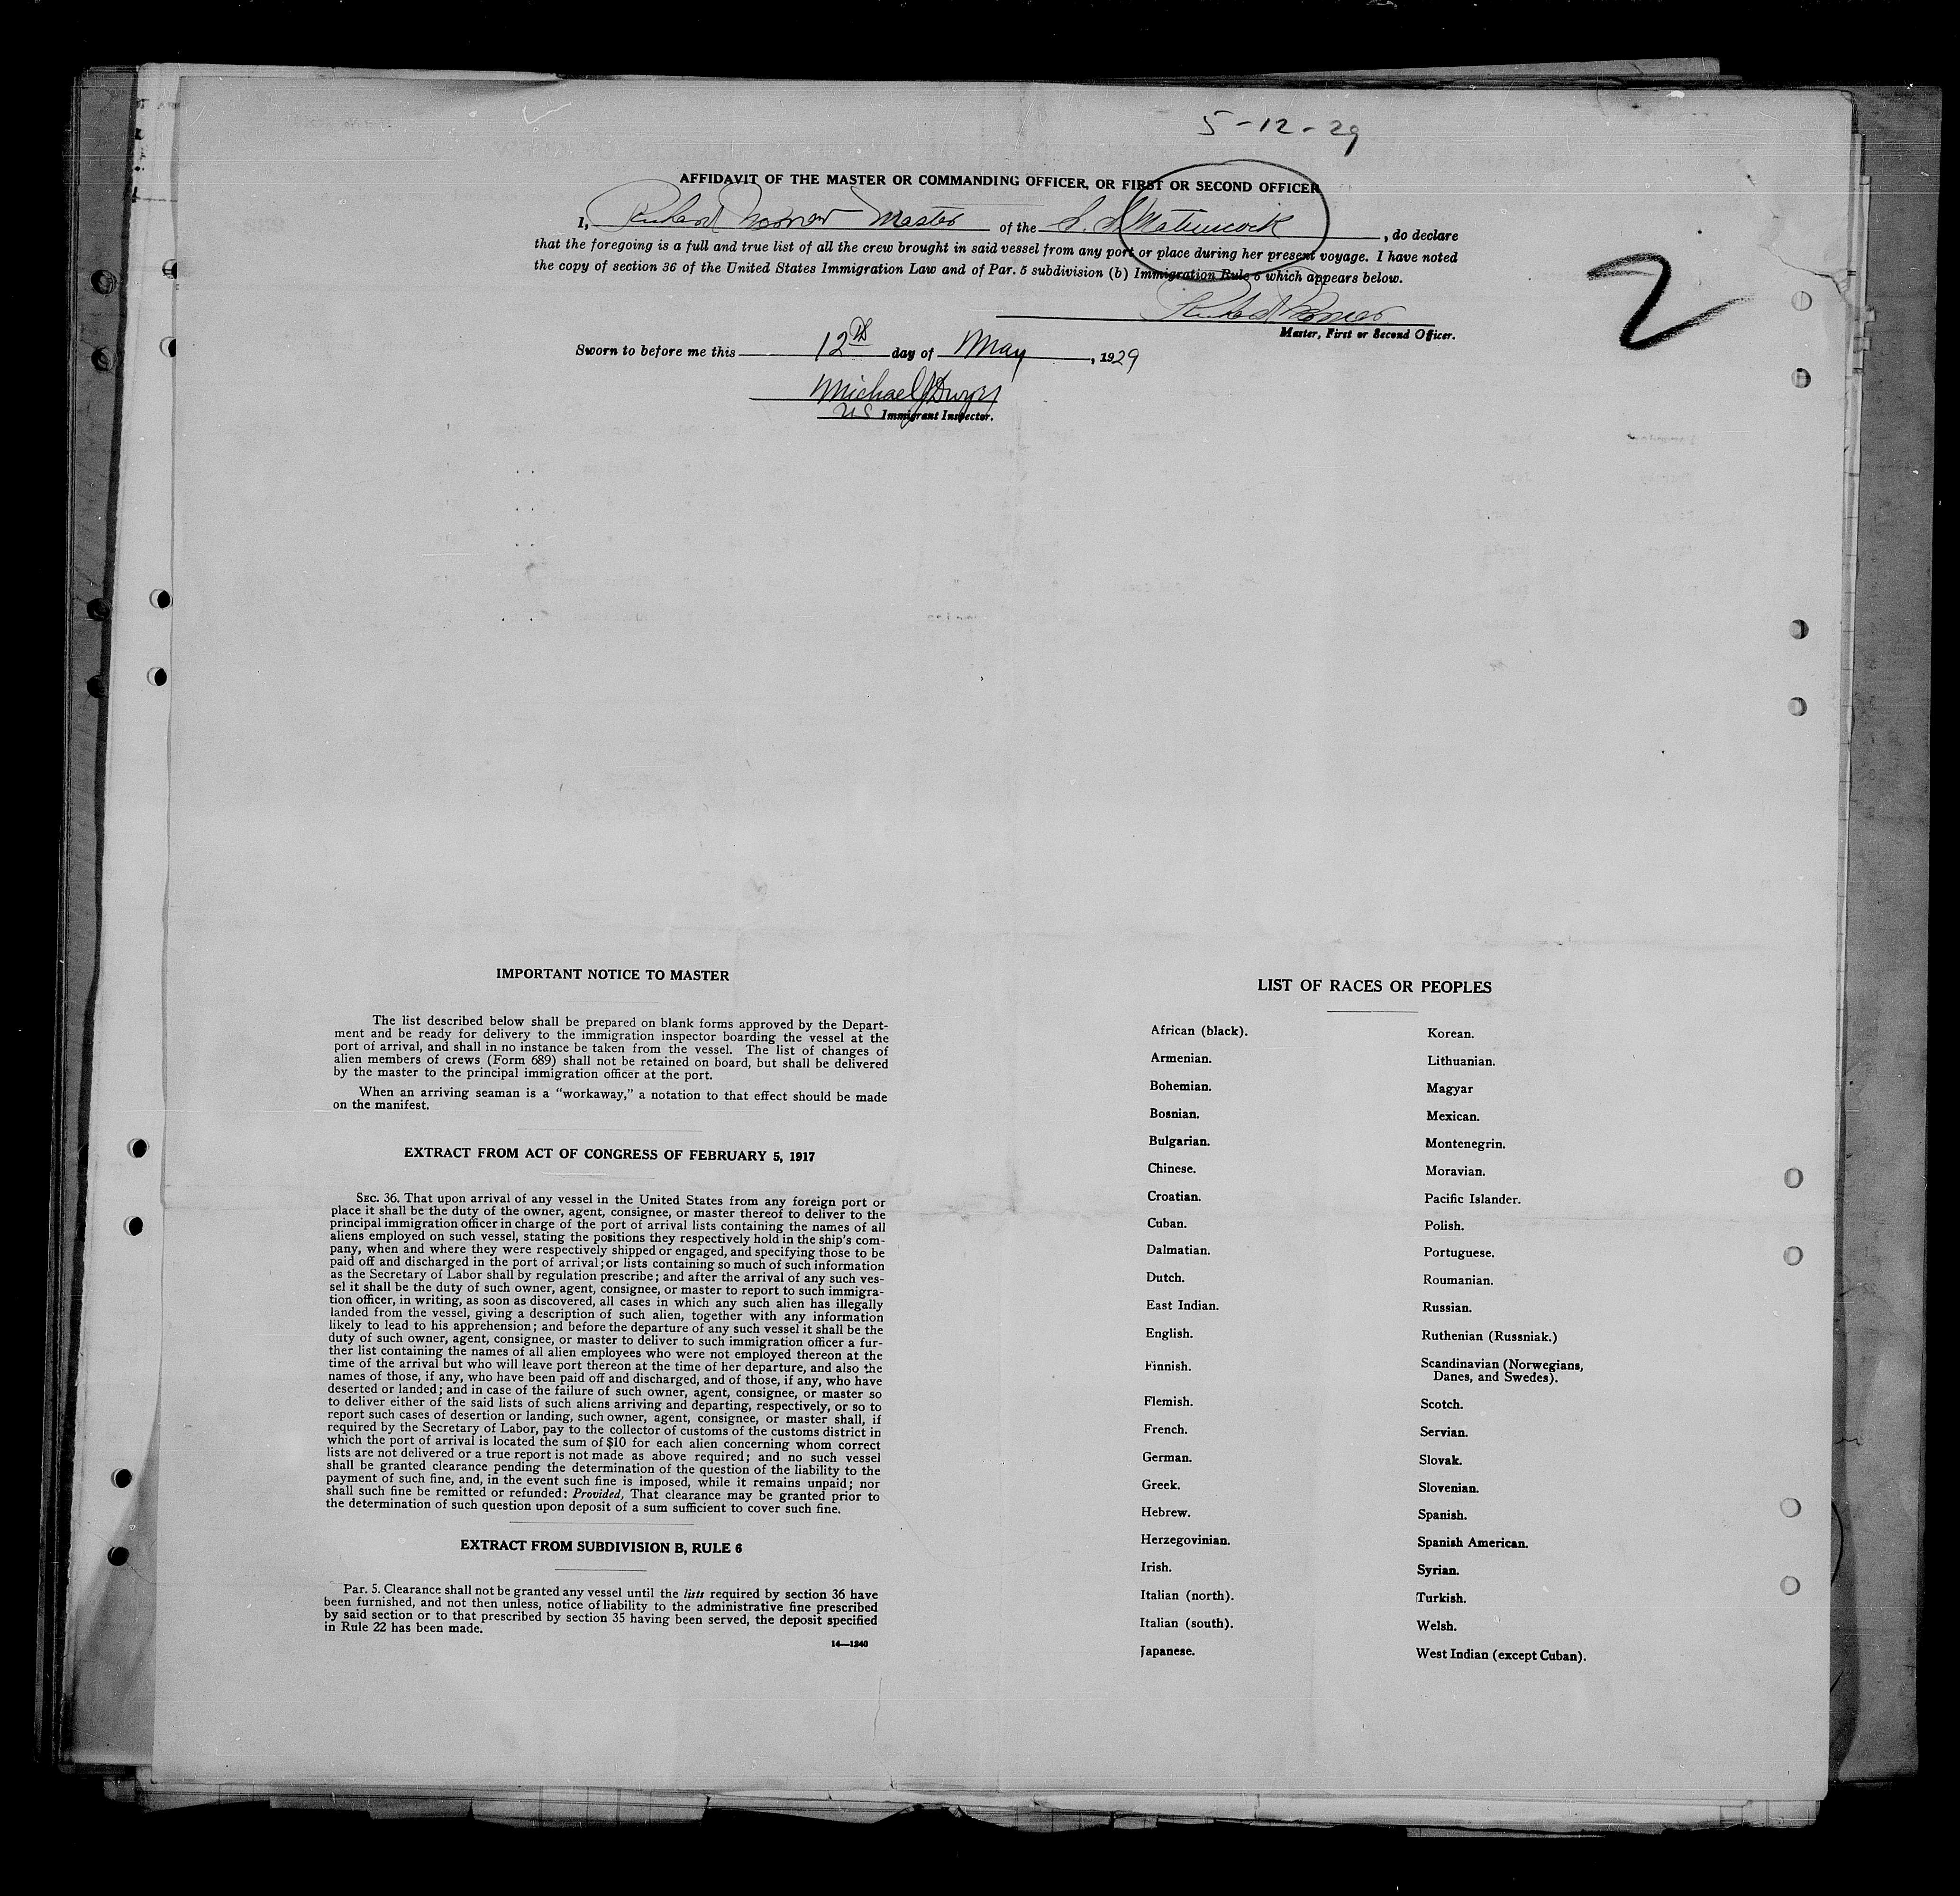 5-12-29
AFFIDAVIT OF THE MASTER OR COMMANDING OFFICER, OR FIRST OR SECOND OFFICER
I, Richard Master of the S. S. Matinicock, do declare
that the foregoing is a full and true list of all the crew brought in said vessel from any port or place during her present voyage. I have noted
the copy of section 36 of the United States Immigration Law and of Par. 5 subdivision (b) Immigration Rule 6 which appears below.
2
Richard
Master, First or Second Officer.
Sworn to before me this 12th day of May, 1929
Michael J Dwyer
US Immigrant Inspector.
IMPORTANT NOTICE TO MASTER
The list described below shall be prepared on blank forms approved by the Depart-
ment and be ready for delivery to the immigration inspector boarding the vessel at the
port of arrival, and shall in no instance be taken from the vessel. The list of changes of
alien members of crews (Form 689) shall not be retained on board, but shall be delivered
by the master to the principal immigration officer at the port.
When an arriving seaman is a “workaway,” a notation to that effect should be made
on the manifest.
EXTRACT FROM ACT OF CONGRESS OF FEBRUARY 5, 1917
SEC. 36. That upon arrival of any vessel in the United States from any foreign port or
place it shall be the duty of the owner, agent, consignee, or master thereof to deliver to the
principal immigration officer in charge of the port of arrival lists containing the names of all
aliens employed on such vessel, stating the positions they respectively hold in the ship's com-
pany, when and where they were respectively shipped or engaged, and specifying those to be
paid off and discharged in the port of arrival; or lists containing so much of such information
as the Secretary of Labor shall by regulation prescribe; and after the arrival of any such ves-
sel it shall be the duty of such owner, agent, consignee, or master to report to such immigra-
tion officer, in writing, as soon as discovered, all cases in which any such alien has illegally
landed from the vessel, giving a description of such alien, together with any information
likely to lead to his apprehension; and before the departure of any such vessel it shall be the
duty of such owner, agent, consignee, or master to deliver to such immigration officer a fur-
ther list containing the names of all alien employees who were not employed thereon at the
time of the arrival but who will leave port thereon at the time of her departure, and also the
names of those, if any, who have been paid off and discharged, and of those, if any, who have
deserted or landed; and in case of the failure of such owner, agent, consignee, or master so
to deliver either of the said lists of such aliens arriving and departing, respectively, or so to
report such cases of desertion or landing, such owner, agent, consignee, or master shall, if
required by the Secretary of Labor, pay to the collector of customs of the customs district in
which the port of arrival is located the sum of $10 for each alien concerning whom correct
lists are not delivered or a true report is not made as above required; and no such vessel
shall be granted clearance pending the determination of the question of the liability to the
payment of such fine, and, in the event such fine is imposed, while it remains unpaid; nor
shall such fine be remitted or refunded: Provided, That clearance may be granted prior to
the determination of such question upon deposit of a sum sufficient to cover such fine.
EXTRACT FROM SUBDIVISION B, RULE 6
Par. 5. Clearance shall not be granted any vessel until the lists required by section 36 have
been furnished, and not then unless, notice of liability to the administrative fine prescribed
by said section or to that prescribed by section 35 having been served, the deposit specified
in Rule 22 has been made.
14—1240
LIST OF RACES OR PEOPLES
African (black).
Armenian.
Bohemian.
Bosnian.
Bulgarian.
Chinese.
Croatian.
Cuban.
Dalmatian.
Dutch.
East Indian.
English.
Finnish.
Flemish.
French.
German.
Greek.
Hebrew.
Herzegovinian.
Irish.
Italian (north).
Italian (south).
Japanese.
Korean.
Lithuanian.
Magyar
Mexican.
Montenegrin.
Moravian.
Pacific Islander.
Polish.
Portuguese.
Roumanian.
Russian.
Ruthenian (Russniak.)
Scandinavian (Norwegians,
Danes, and Swedes).
Scotch.
Servian.
Slovak.
Slovenian.
Spanish.
Spanish American.
Syrian.
Turkish.
Welsh.
West Indian (except Cuban).